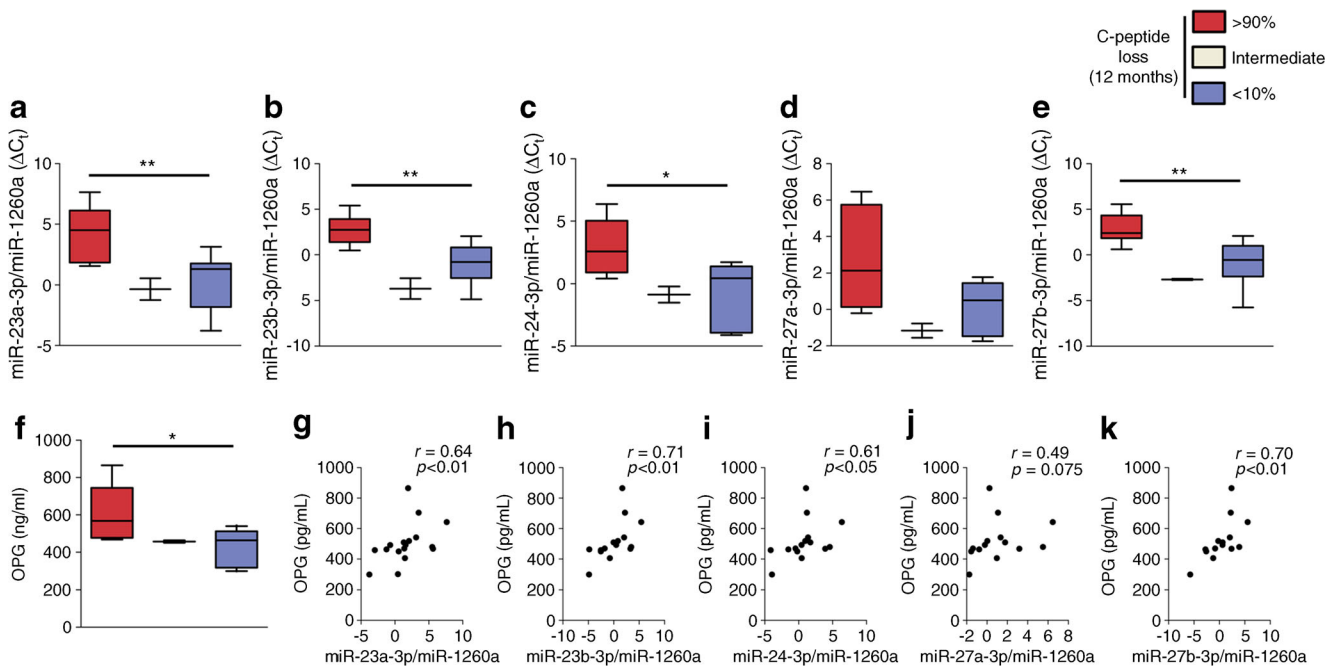 C-peptide
loss
(12 months)
>90%
Intermediate
<10%
a
miR-23a-3p/miR-1260a (ΔCt)
10
5
0
-5
**
b
miR-23b-3p/miR-1260a (ΔCt)
10
5
0
5
-10
**
c
miR-24-3p/miR-1260a (ΔCt)
10
5
0
-5
*
d
miR-27a-3p/miR-1260a (ΔCt)
8
6
4
2
0
-2
e
miR-27b-3p/miR-1260a (ΔCt)
10
5
0
-5
-10
**
f
OPG (ng/ml)
1000
800
600
400
200
0
*
g
r = 0.64
p<0.01
OPG (pg/mL)
1000
800
600
400
200
0
-5 0 5 10
miR-23a-3p/miR-1260a
h
r = 0.71
p<0.01
OPG (pg/mL)
1000
800
600
400
200
0
-10 -5 0 5 10
miR-23b-3p/miR-1260a
i
r = 0.61
p<0.05
OPG (pg/mL)
1000
800
600
400
200
0
-5 0 5 10
miR-24-3p/miR-1260a
j
r = 0.49
p = 0.075
OPG (pg/mL)
1000
800
600
400
200
0
-2 0 2 4 6 8
miR-27a-3p/miR-1260a
k
r = 0.70
p<0.01
OPG (pg/mL)
1000
800
600
400
200
0
-10 -5 0 5 10
miR-27b-3p/miR-1260a